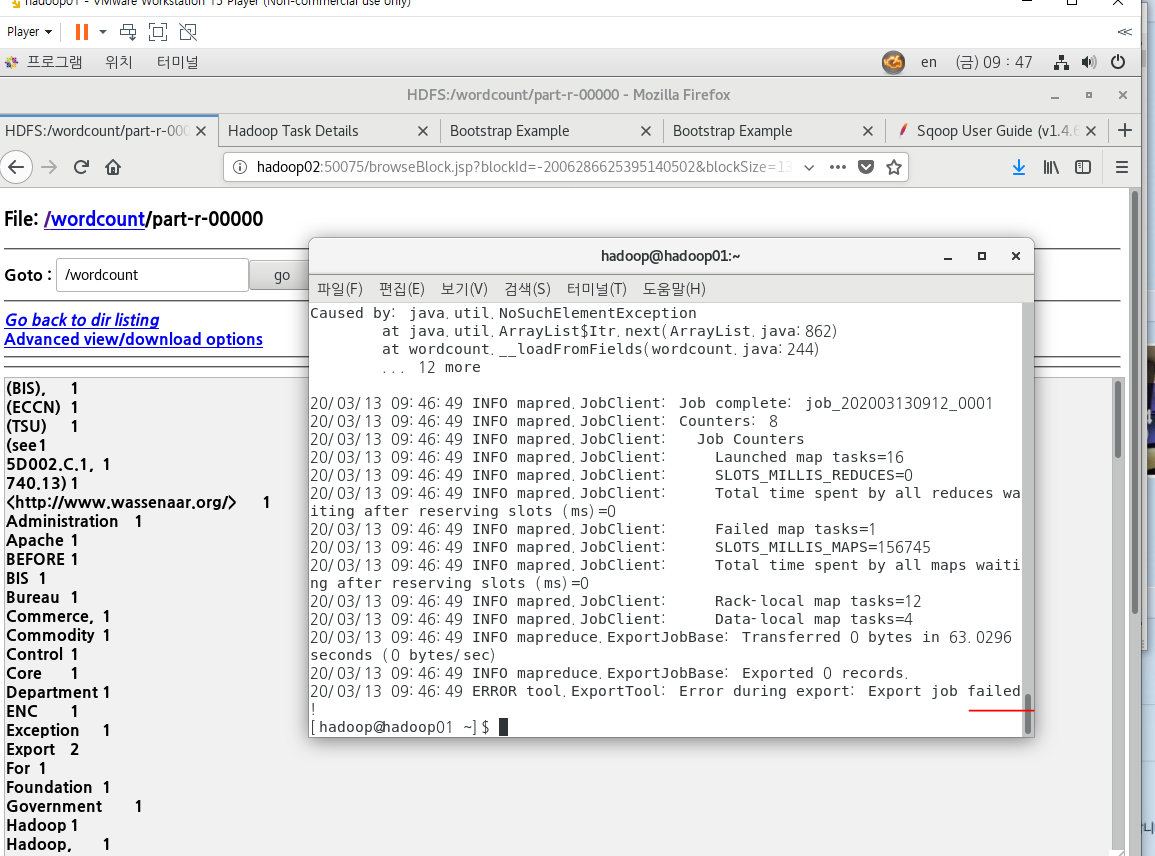 hadoop01 - VMware Workstation 15 Player (Non-commercial use only)
Player
프로그램 위치 터미널 en (금) 09 : 47
HDFS:/wordcount/part-r-00000 - Mozilla Firefox
HDFS:/wordcount/part-r-000 Hadoop Task Details Bootstrap Example Bootstrap Example Sqoop User Guide (v1.4.6
hadoop02:50075/browseBlock.jsp?blockId=-2006286625395140502&blockSize=13
File: /wordcount/part-r-00000
Goto : /wordcount go
Go back to dir listing
Advanced view/download options
(BIS), 1
(ECCN) 1
(TSU) 1
(see 1
5D002.C.1, 1
740.13) 1
<http://www.wassenaar.org/> 1
Administration 1
Apache 1
BEFORE 1
BIS 1
Bureau 1
Commerce, 1
Commodity 1
Control 1
Core 1
Department 1
ENC 1
Exception 1
Export 2
For 1
Foundation 1
Government 1
Hadoop 1
Hadoop, 1
hadoop@hadoop01:~
파일(F) 편집(E) 보기(V) 검색(S) 터미널(T) 도움말(H)
Caused by: java.util.NoSuchElementException
at java.util.ArrayList$Itr.next(ArrayList.java:862)
at wordcount.__loadFromFields(wordcount.java:244)
... 12 more
20/03/13 09:46:49 INFO mapred.JobClient: Job complete: job_202003130912_0001
20/03/13 09:46:49 INFO mapred.JobClient: Counters: 8
20/03/13 09:46:49 INFO mapred.JobClient: Job Counters
20/03/13 09:46:49 INFO mapred.JobClient: Launched map tasks=16
20/03/13 09:46:49 INFO mapred.JobClient: SLOTS_MILLIS_REDUCES=0
20/03/13 09:46:49 INFO mapred.JobClient: Total time spent by all reduces wa
iting after reserving slots (ms)=0
20/03/13 09:46:49 INFO mapred.JobClient: Failed map tasks=1
20/03/13 09:46:49 INFO mapred.JobClient: SLOTS_MILLIS_MAPS=156745
20/03/13 09:46:49 INFO mapred.JobClient: Total time spent by all maps waiti
ng after reserving slots (ms)=0
20/03/13 09:46:49 INFO mapred.JobClient: Rack-local map tasks=12
20/03/13 09:46:49 INFO mapred.JobClient: Data-local map tasks=4
20/03/13 09:46:49 INFO mapreduce.ExportJobBase: Transferred 0 bytes in 63.0296
seconds (0 bytes/sec)
20/03/13 09:46:49 INFO mapreduce.ExportJobBase: Exported 0 records.
20/03/13 09:46:49 ERROR tool.ExportTool: Error during export: Export job failed
!
[hadoop@hadoop01 ~]$